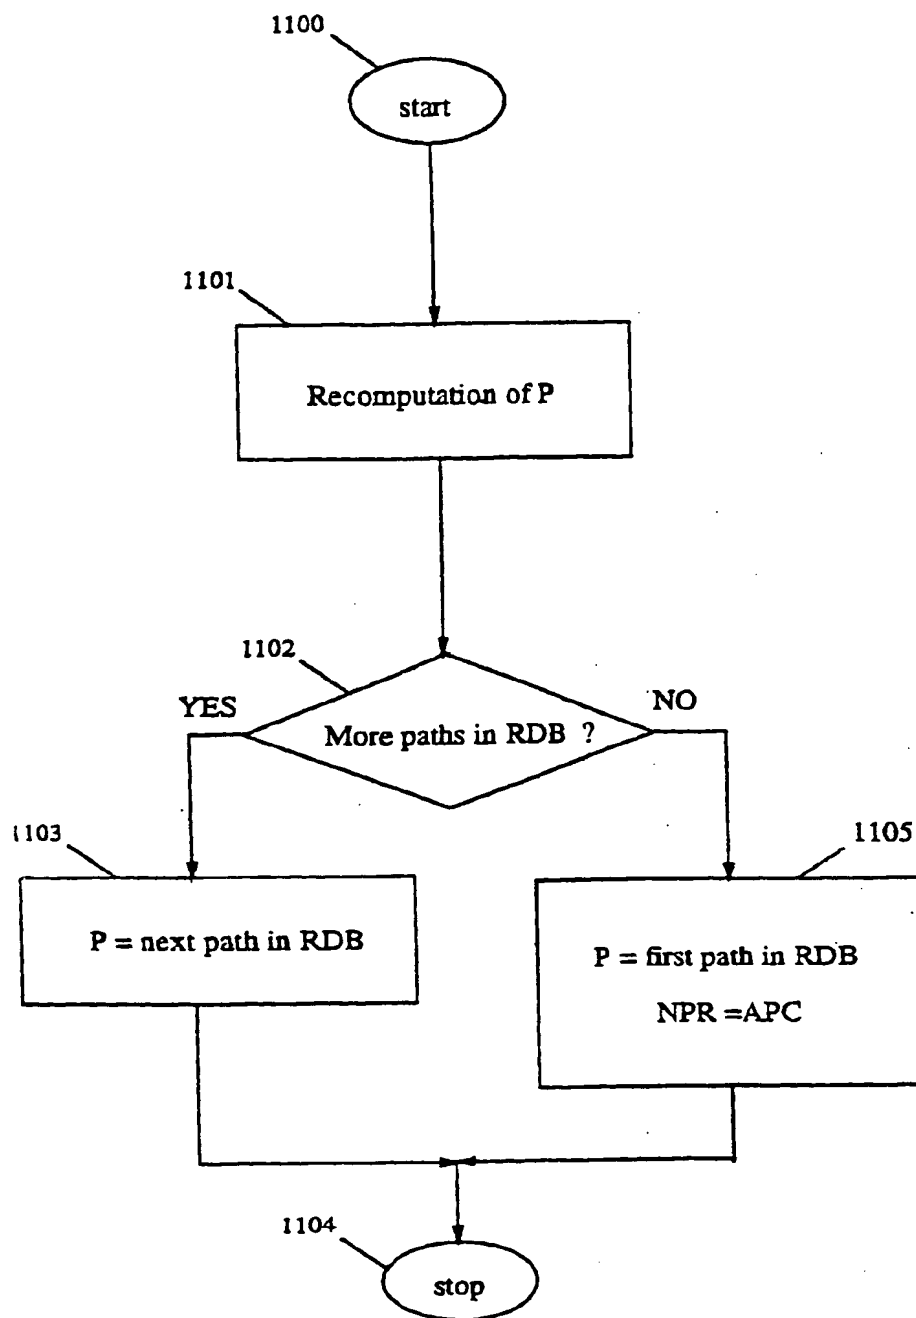 1100
start
1101
Recomputation of P
1102
YES
NO
More paths in RDB ?
1103
1105
P = next path in RDB
P = first path in RDB
NPR =APC
1104
stop